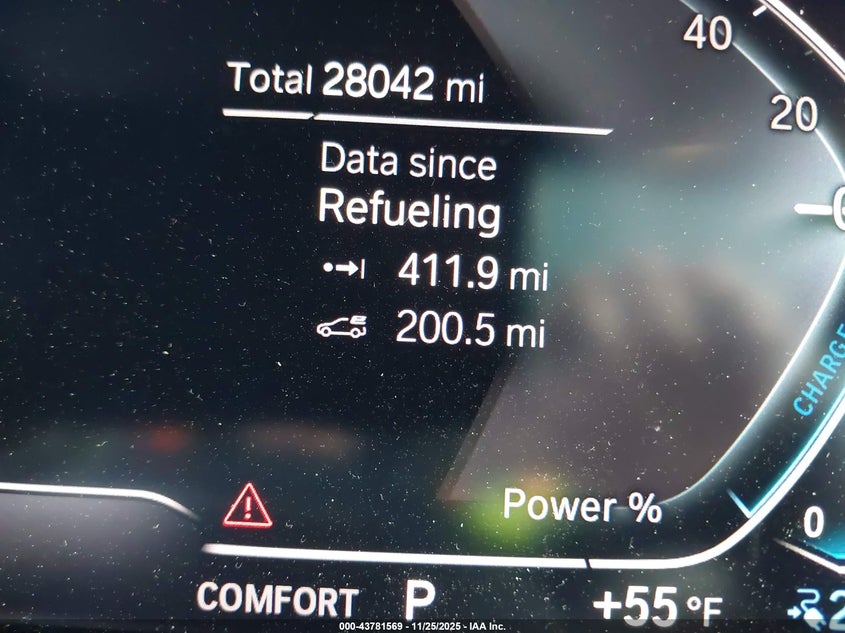 40
Total 28042 mi
20
Data since
Refueling
411.9 mi
200.5 mi
CHARGE
Power %
0
COMFORT P +55 °F
000-43781569 - 11/25/2025 - IAA Inc.